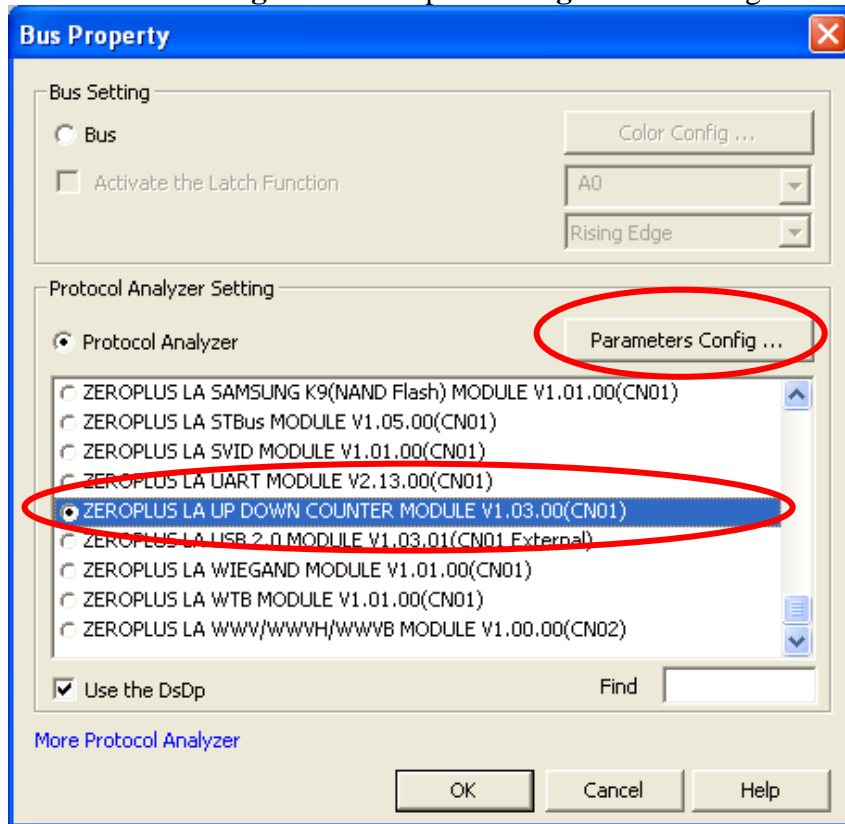 Bus Property
Bus Setting
Bus
Color Config ...
Activate the Latch Function
A0
Rising Edge
Protocol Analyzer Setting
Protocol Analyzer
Parameters Config ...
ZEROPLUS LA SAMSUNG K9(NAND Flash) MODULE V1.01.00(CN01)
ZEROPLUS LA STBus MODULE V1.05.00(CN01)
ZEROPLUS LA SVID MODULE V1.01.00(CN01)
ZEROPLUS LA UART MODULE V2.13.00(CN01)
ZEROPLUS LA UP DOWN COUNTER MODULE V1.03.00(CN01)
ZEROPLUS LA USB 2.0 MODULE V1.03.01(CN01 External)
ZEROPLUS LA WIEGAND MODULE V1.01.00(CN01)
ZEROPLUS LA WTB MODULE V1.01.00(CN01)
ZEROPLUS LA WWV/WWVH/WWVB MODULE V1.00.00(CN02)
Use the DsDp
Find
More Protocol Analyzer
OK
Cancel
Help